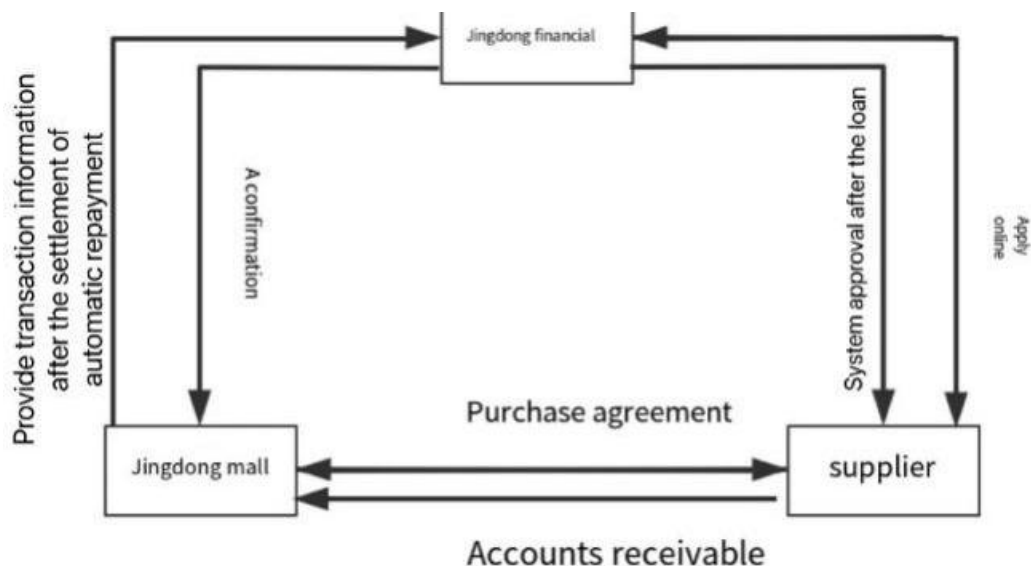 Jingdong financial
Provide transaction information
after the settlement of
automatic repayment
A confirmation
System approval after the loan
Apply
online
Purchase agreement
Jingdong mall
supplier
Accounts receivable